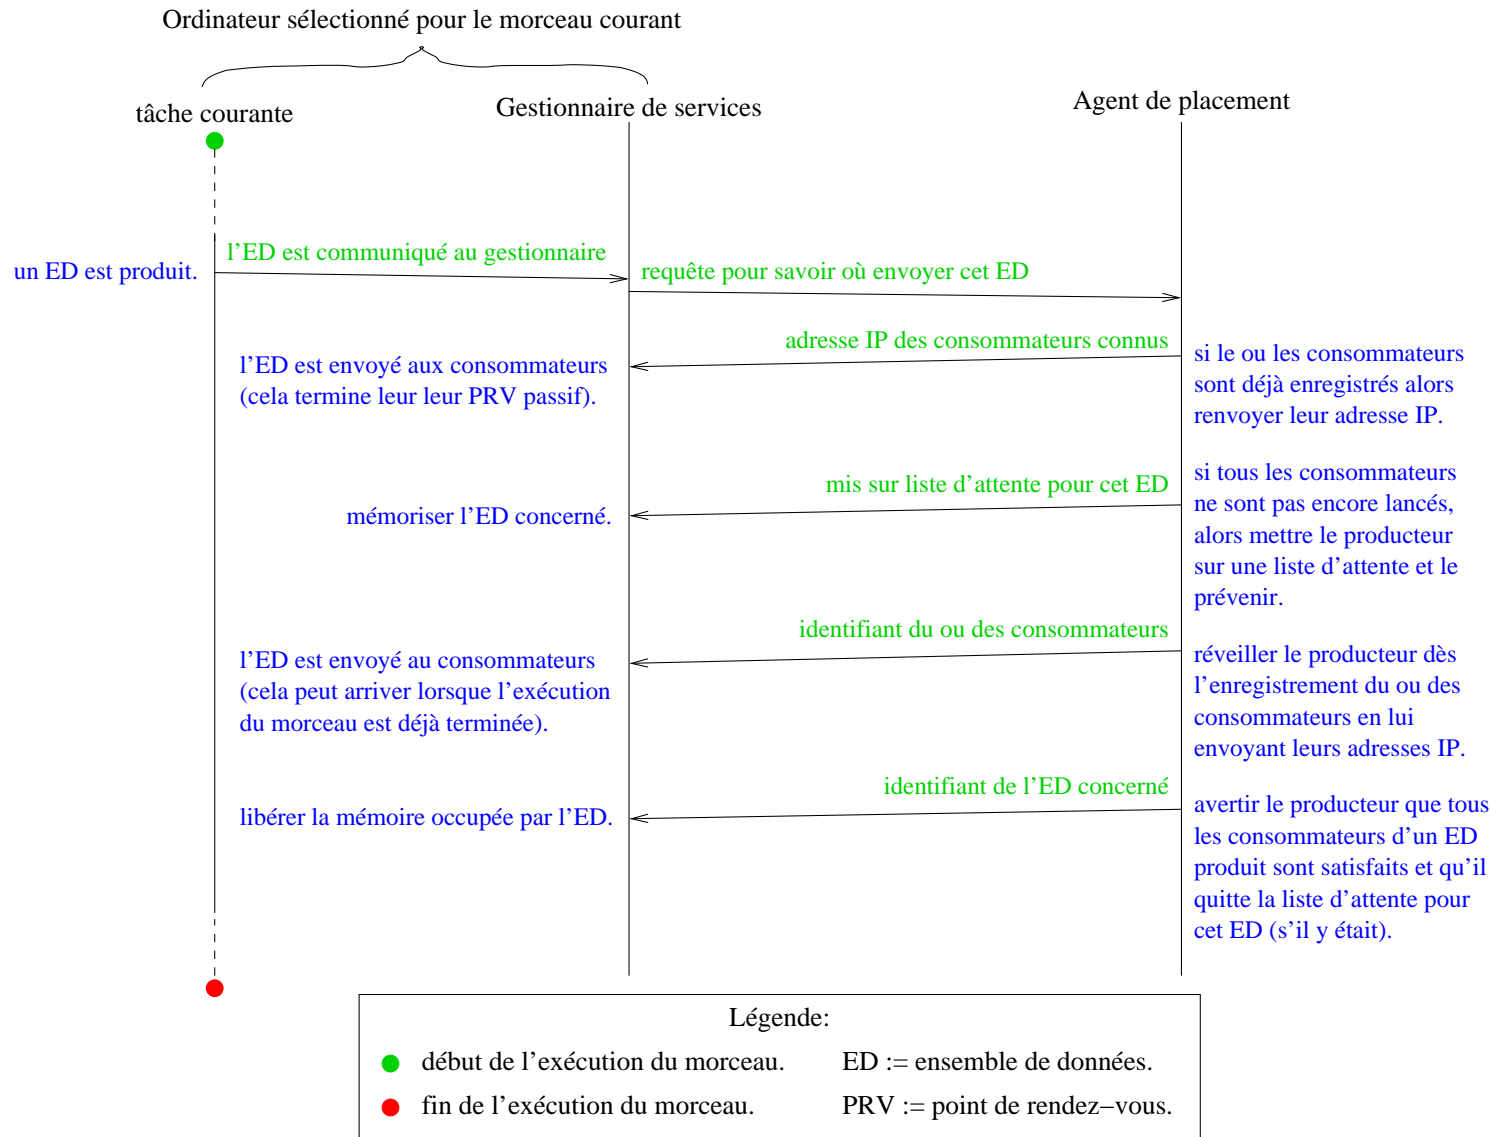 Ordinateur sélectionné pour le morceau courant
tâche courante
Gestionnaire de services
Agent de placement
un ED est produit.
l'ED est communiqué au gestionnaire
requête pour savoir où envoyer cet ED
adresse IP des consommateurs connus
l'ED est envoyé aux consommateurs
(cela termine leur leur PRV passif).
si le ou les consommateurs
sont déjà enregistrés alors
renvoyer leur adresse IP.
mis sur liste d'attente pour cet ED
mémoriser l'ED concerné.
si tous les consommateurs
ne sont pas encore lancés,
alors mettre le producteur
sur une liste d'attente et le
prévenir.
identifiant du ou des consommateurs
l'ED est envoyé au consommateurs
(cela peut arriver lorsque l'exécution
du morceau est déjà terminée).
réveiller le producteur dès
l'enregistrement du ou des
consommateurs en lui
envoyant leurs adresses IP.
identifiant de l'ED concerné
libérer la mémoire occupée par l'ED.
avertir le producteur que tous
les consommateurs d'un ED
produit sont satisfaits et qu'il
quitte la liste d'attente pour
cet ED (s'il y était).
Légende:
début de l'exécution du morceau.
ED := ensemble de données.
fin de l'exécution du morceau.
PRV := point de rendez−vous.